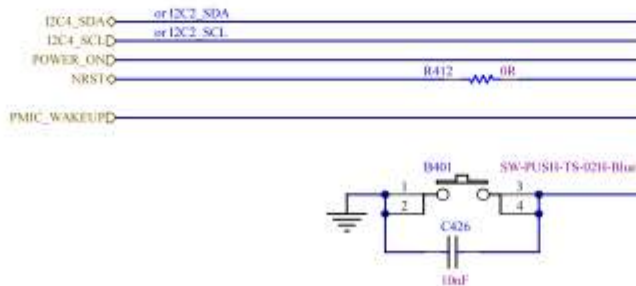 or I2C2_SDA
I2C4_SDA
or I2C2_SCL
I2C4_SCL
POWER_ON
R412 0R
NRST
PMIC_WAKEUP
B401 SW-PUSH-TS-02H-Blue
1 3
2 4
C426
10nF